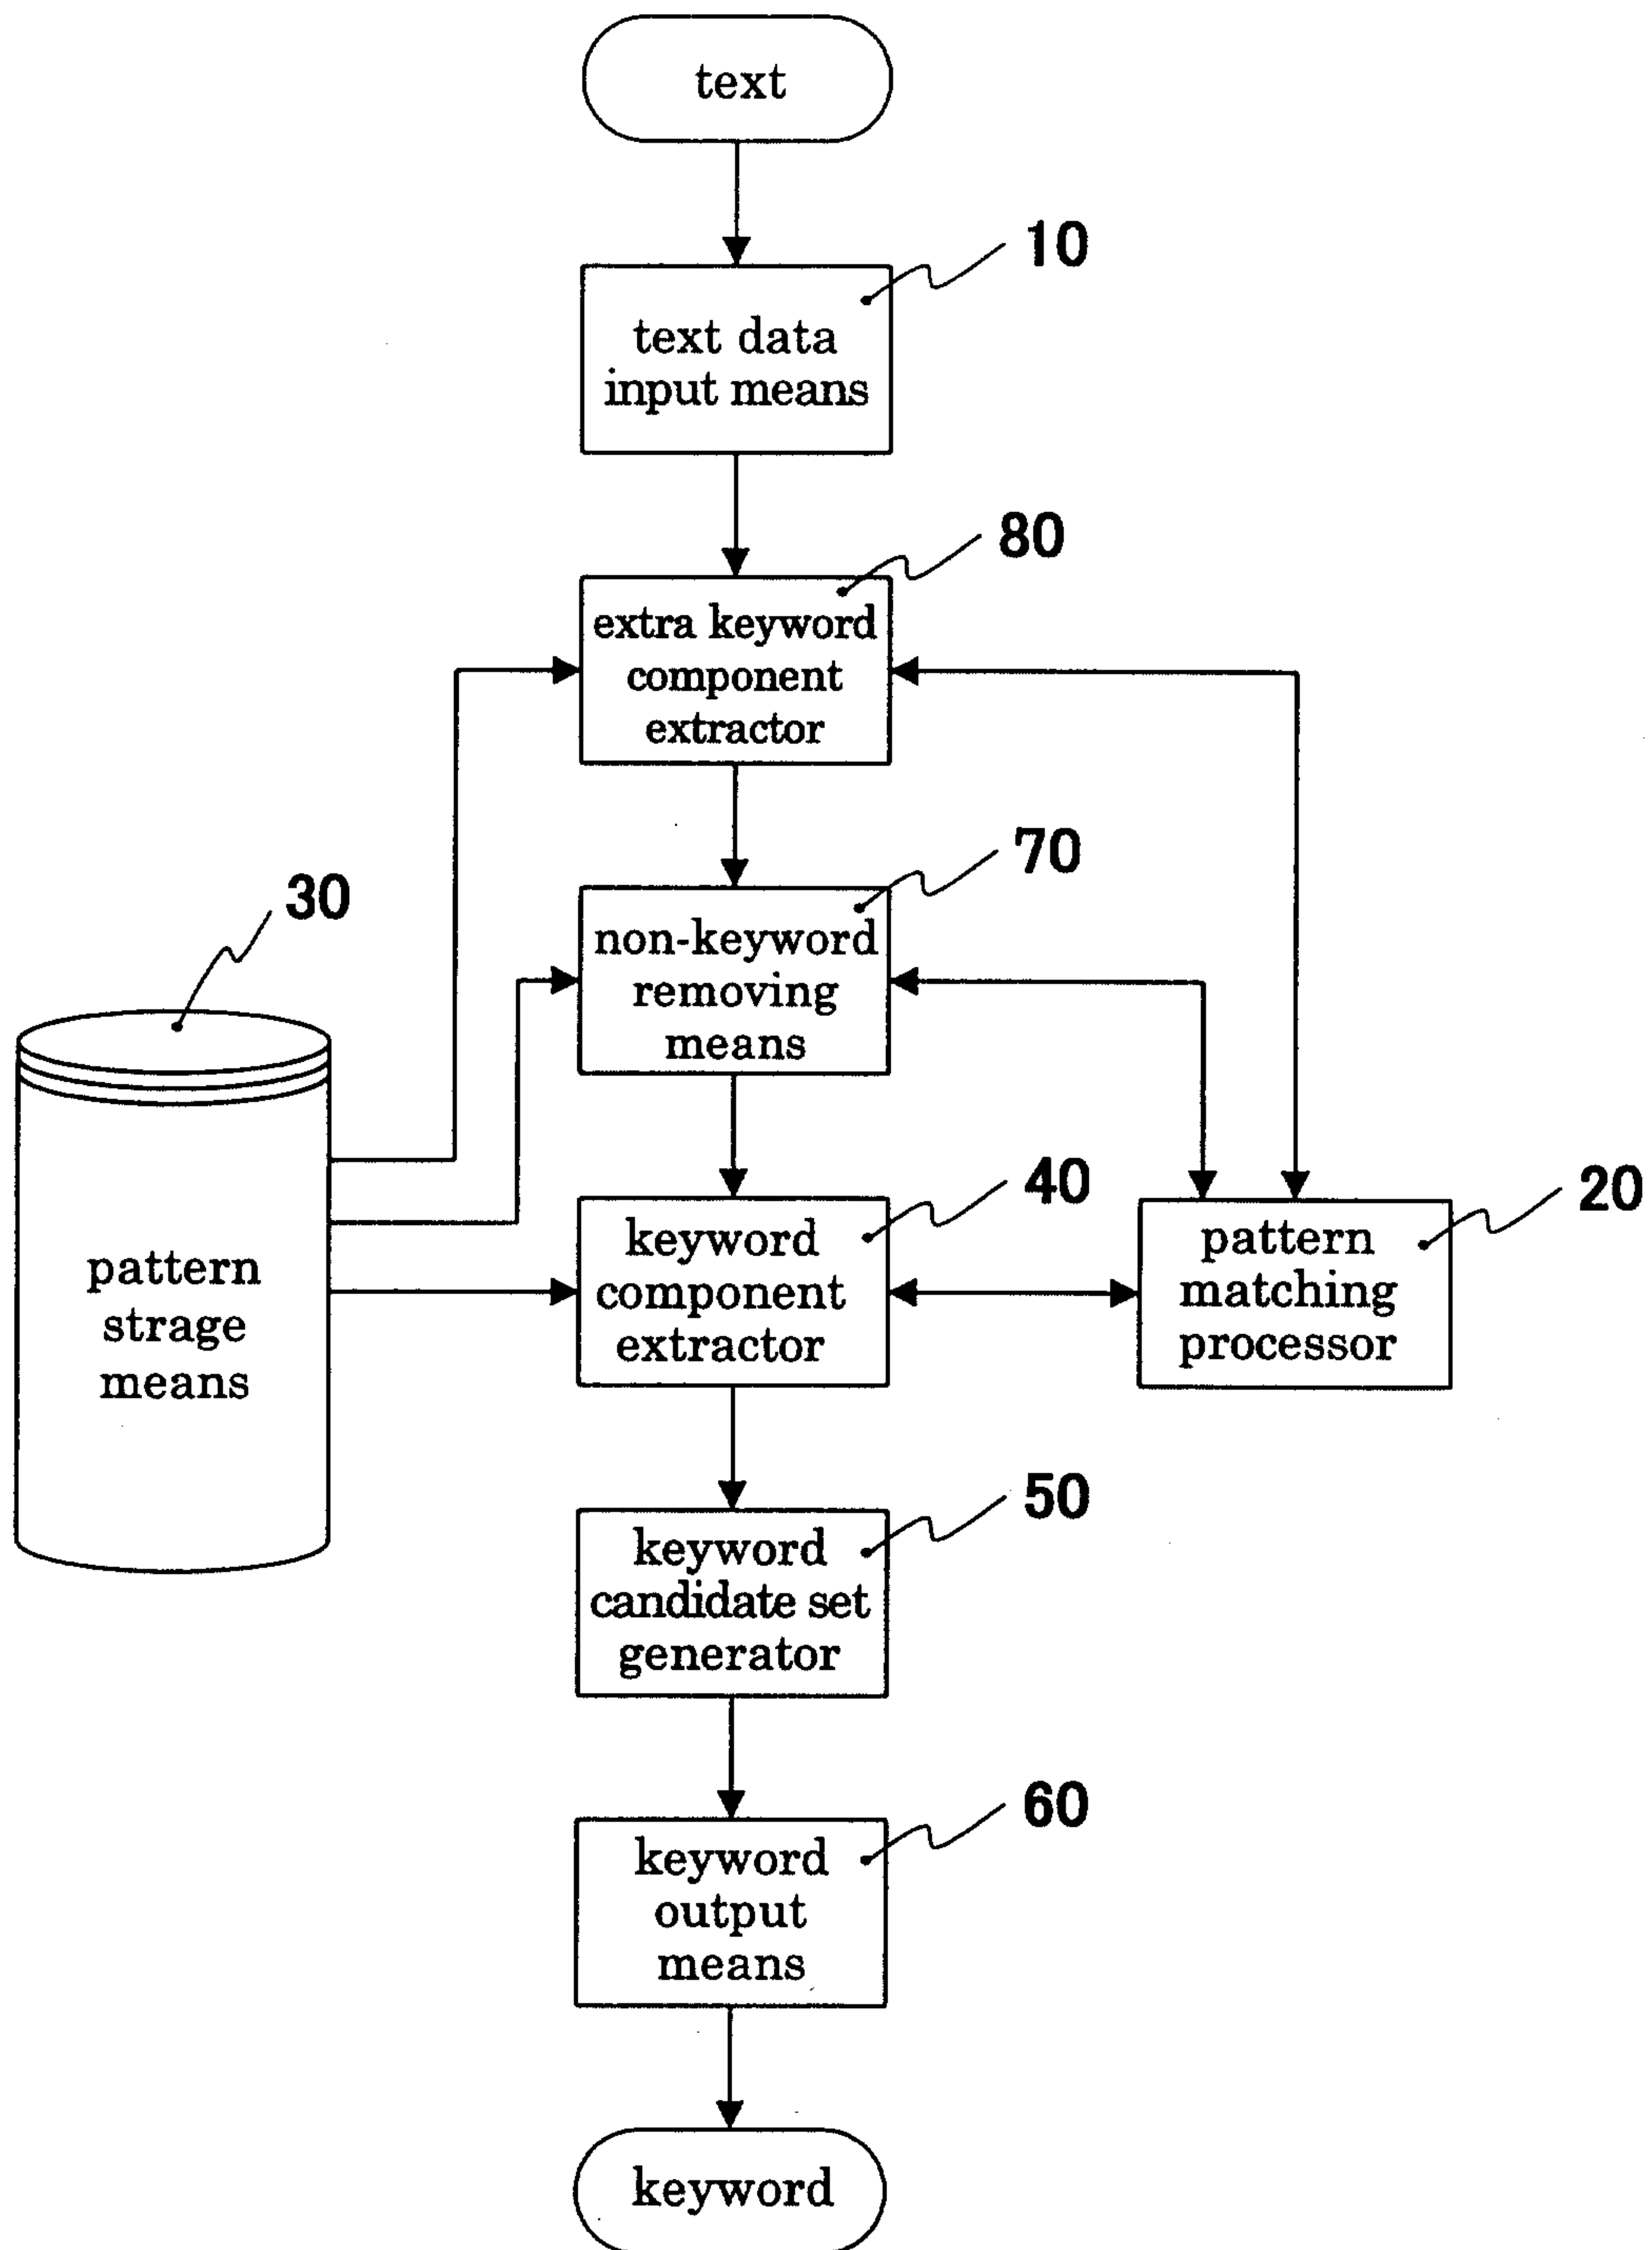 text
10
text data
input means
80
extra keyword
component
extractor
70
non-keyword
removing
means
30
pattern
strage
means
40
keyword
component
extractor
20
pattern
matching
processor
50
keyword
candidate set
generator
60
keyword
output
means
keyword